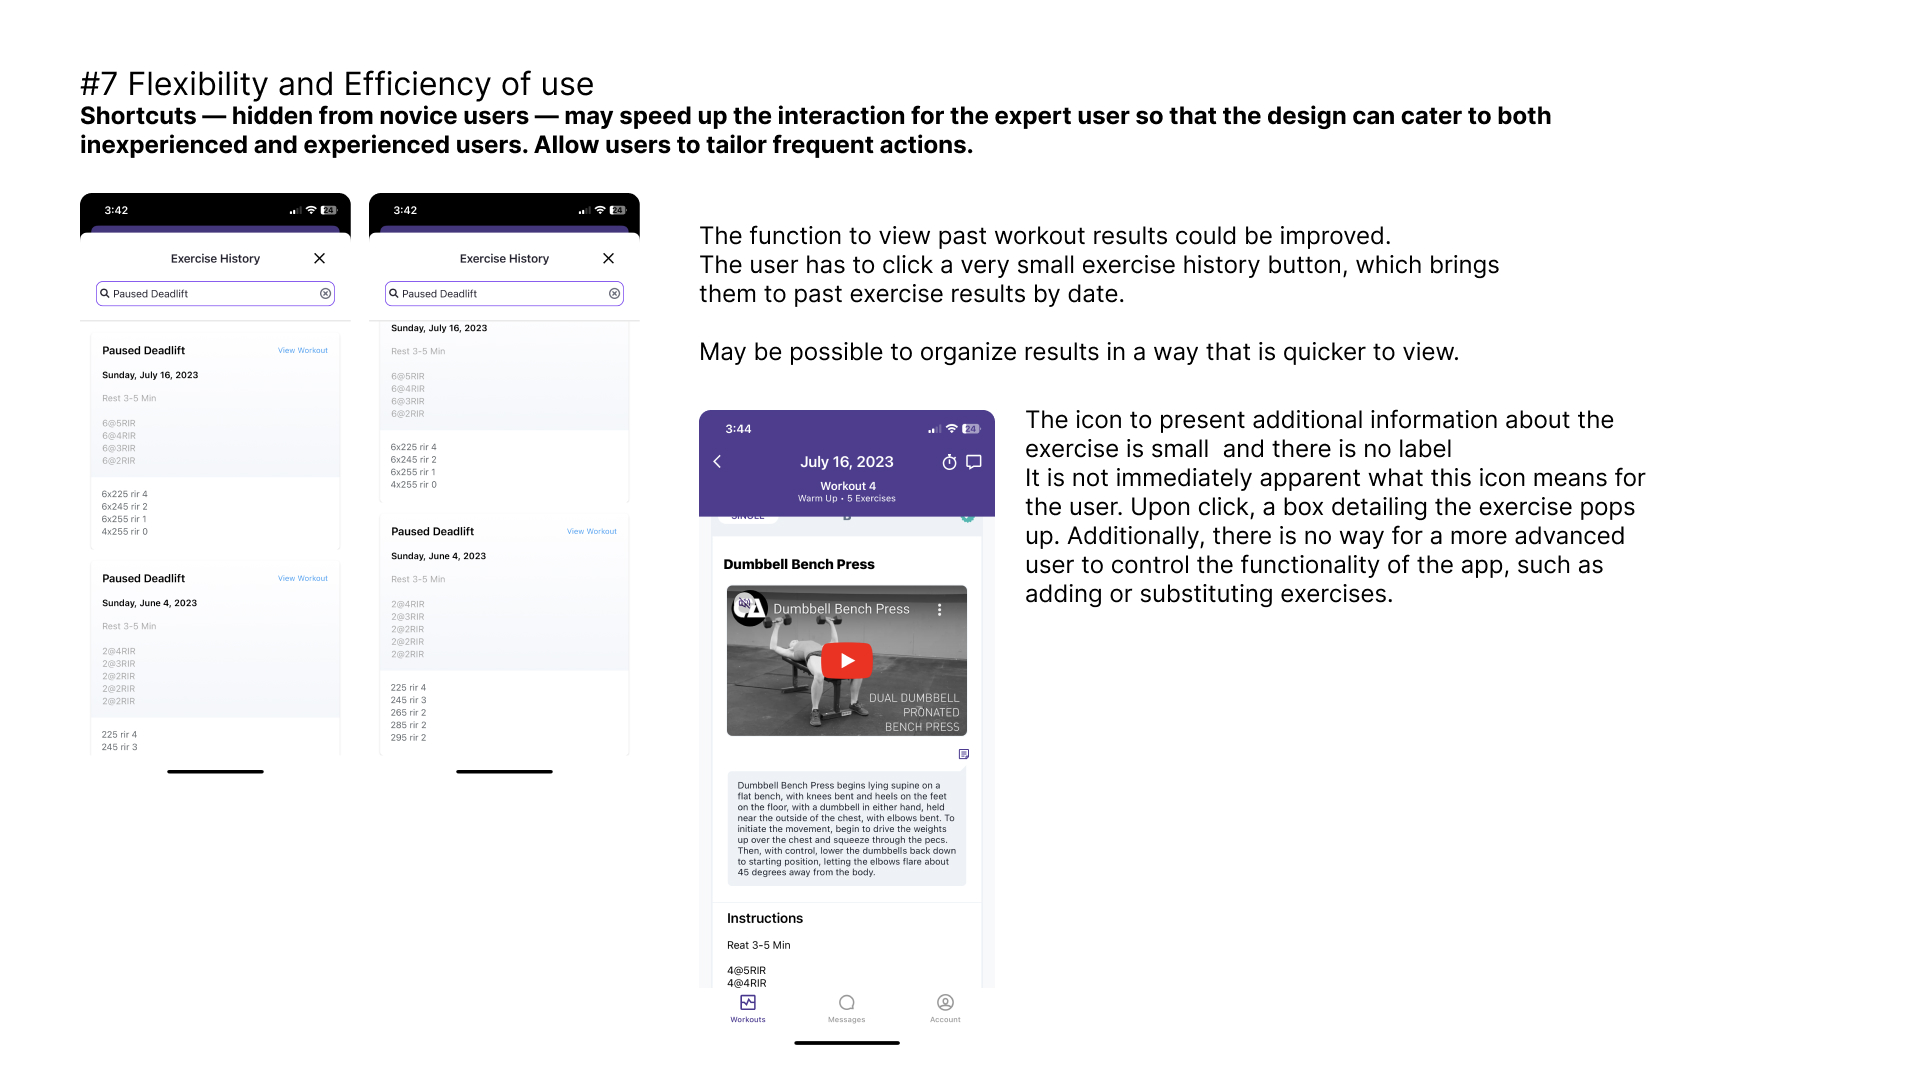 #7 Flexibility and Efficiency of use
Shortcuts — hidden from novice users — may speed up the interaction for the expert user so that the design can cater to both
inexperienced and experienced users. Allow users to tailor frequent actions.
3:42
24
Exercise History
Paused Deadlift
Paused Deadlift
View Workout
Sunday, July 16, 2023
Rest 3-5 Min
6@5RIR
6@4RIR
6@3RIR
6@2RIR
6x225 rir 4
6x245 rir 2
6x255 rir 1
4x255 rir 0
Paused Deadlift
View Workout
Sunday, June 4, 2023
Rest 3-5 Min
2@4RIR
2@3RIR
2@2RIR
2@2RIR
2@2RIR
225 rir 4
245 rir 3
3:42
24
Exercise History
Paused Deadlift
Sunday, July 16, 2023
Rest 3-5 Min
6@5RIR
6@4RIR
6@3RIR
6@2RIR
6x225 rir 4
6x245 rir 2
6x255 rir 1
4x255 rir 0
Paused Deadlift
View Workout
Sunday, June 4, 2023
Rest 3-5 Min
2@4RIR
2@3RIR
2@2RIR
2@2RIR
2@2RIR
225 rir 4
245 rir 3
265 rir 2
285 rir 2
295 rir 2
The function to view past workout results could be improved.
The user has to click a very small exercise history button, which brings
them to past exercise results by date.
May be possible to organize results in a way that is quicker to view.
3:44
24
July 16, 2023
Workout 4
Warm Up • 5 Exercises
SINGLE
B
Dumbbell Bench Press
Dumbbell Bench Press
DUAL DUMBBELL
PRONATED
BENCH PRESS
Dumbbell Bench Press begins lying supine on a
flat bench, with knees bent and heels on the feet
on the floor, with a dumbbell in either hand, held
near the outside of the chest, with elbows bent. To
initiate the movement, begin to drive the weights
up over the chest and squeeze through the pecs.
Then, with control, lower the dumbbells back down
to starting position, letting the elbows flare about
45 degrees away from the body.
Instructions
Reat 3-5 Min
4@5RIR
4@4RIR
Workouts
Messages
Account
The icon to present additional information about the
exercise is small  and there is no label
It is not immediately apparent what this icon means for
the user. Upon click, a box detailing the exercise pops
up. Additionally, there is no way for a more advanced
user to control the functionality of the app, such as
adding or substituting exercises.